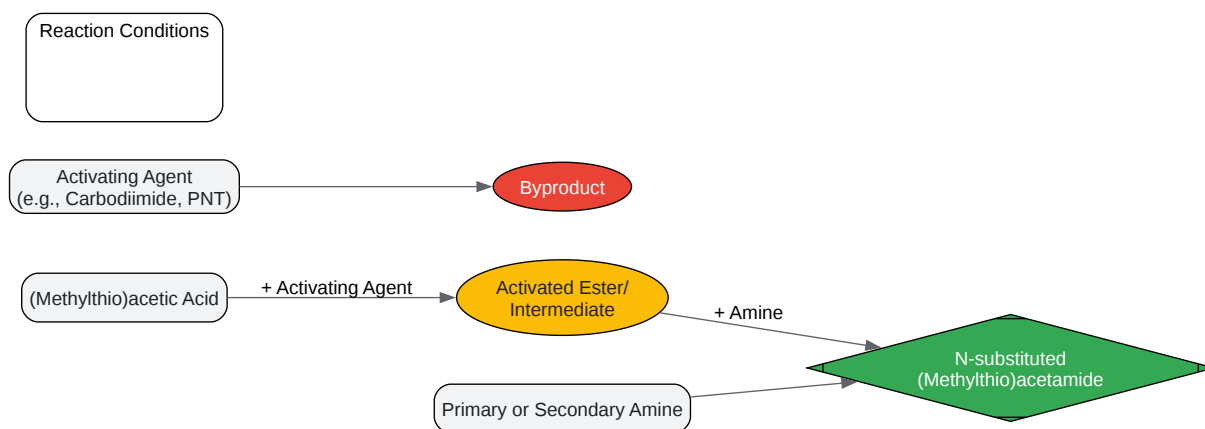 Reaction Conditions
Activating Agent
(e.g., Carbodiimide, PNT)
Byproduct
(Methylthio)acetic Acid
+ Activating Agent
Activated Ester/
Intermediate
+ Amine
N-substituted
(Methylthio)acetamide
Primary or Secondary Amine